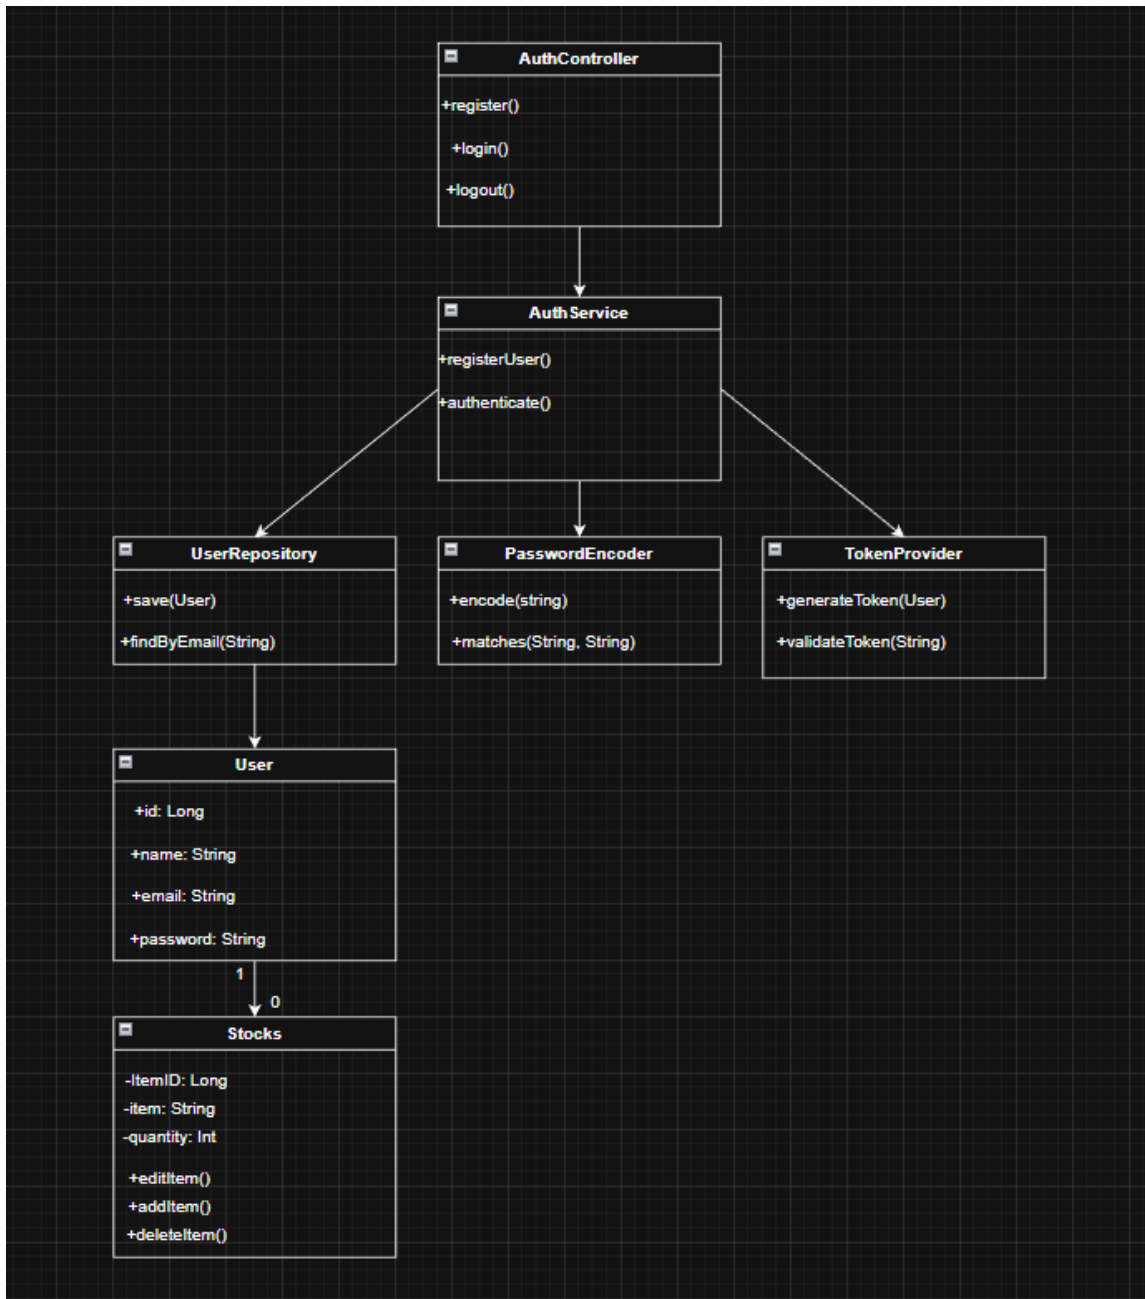 AuthController
+register()
+login()
+logout()
AuthService
+registerUser()
+authenticate()
UserRepository
+save(User)
+findByEmail(String)
PasswordEncoder
+encode(string)
+matches(String, String)
TokenProvider
+generateToken(User)
+validateToken(String)
User
+id: Long
+name: String
+email: String
+password: String
1
0
Stocks
-ItemID: Long
-item: String
-quantity: Int
+editItem()
+addItem()
+deleteItem()